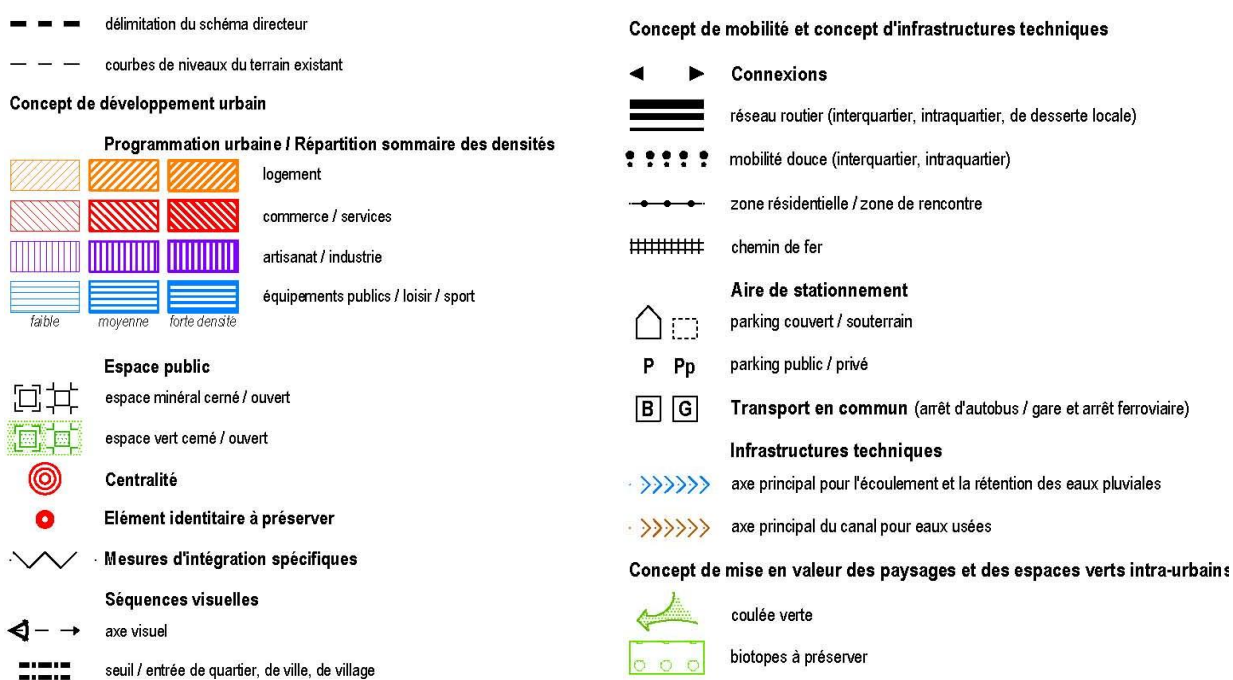 délimitation du schéma directeur
courbes de niveaux du terrain existant
Concept de développement urbain
Programmation urbaine / Répartition sommaire des densités
logement
commerce / services
artisanat / industrie
équipements publics / loisir / sport
faible moyenne forte densité
Espace public
espace minéral cerné / ouvert
espace vert cerné / ouvert
Centralité
Elément identitaire à préserver
Mesures d'intégration spécifiques
Séquences visuelles
axe visuel
seuil / entrée de quartier, de ville, de village
Concept de mobilité et concept d'infrastructures techniques
Connexions
réseau routier (interquartier, intraquartier, de desserte locale)
mobilité douce (interquartier, intraquartier)
zone résidentielle / zone de rencontre
chemin de fer
Aire de stationnement
parking couvert / souterrain
P Pp parking public / privé
B G Transport en commun (arrêt d'autobus / gare et arrêt ferroviaire)
Infrastructures techniques
axe principal pour l'écoulement et la rétention des eaux pluviales
axe principal du canal pour eaux usées
Concept de mise en valeur des paysages et des espaces verts intra-urbains
coulée verte
biotopes à préserver